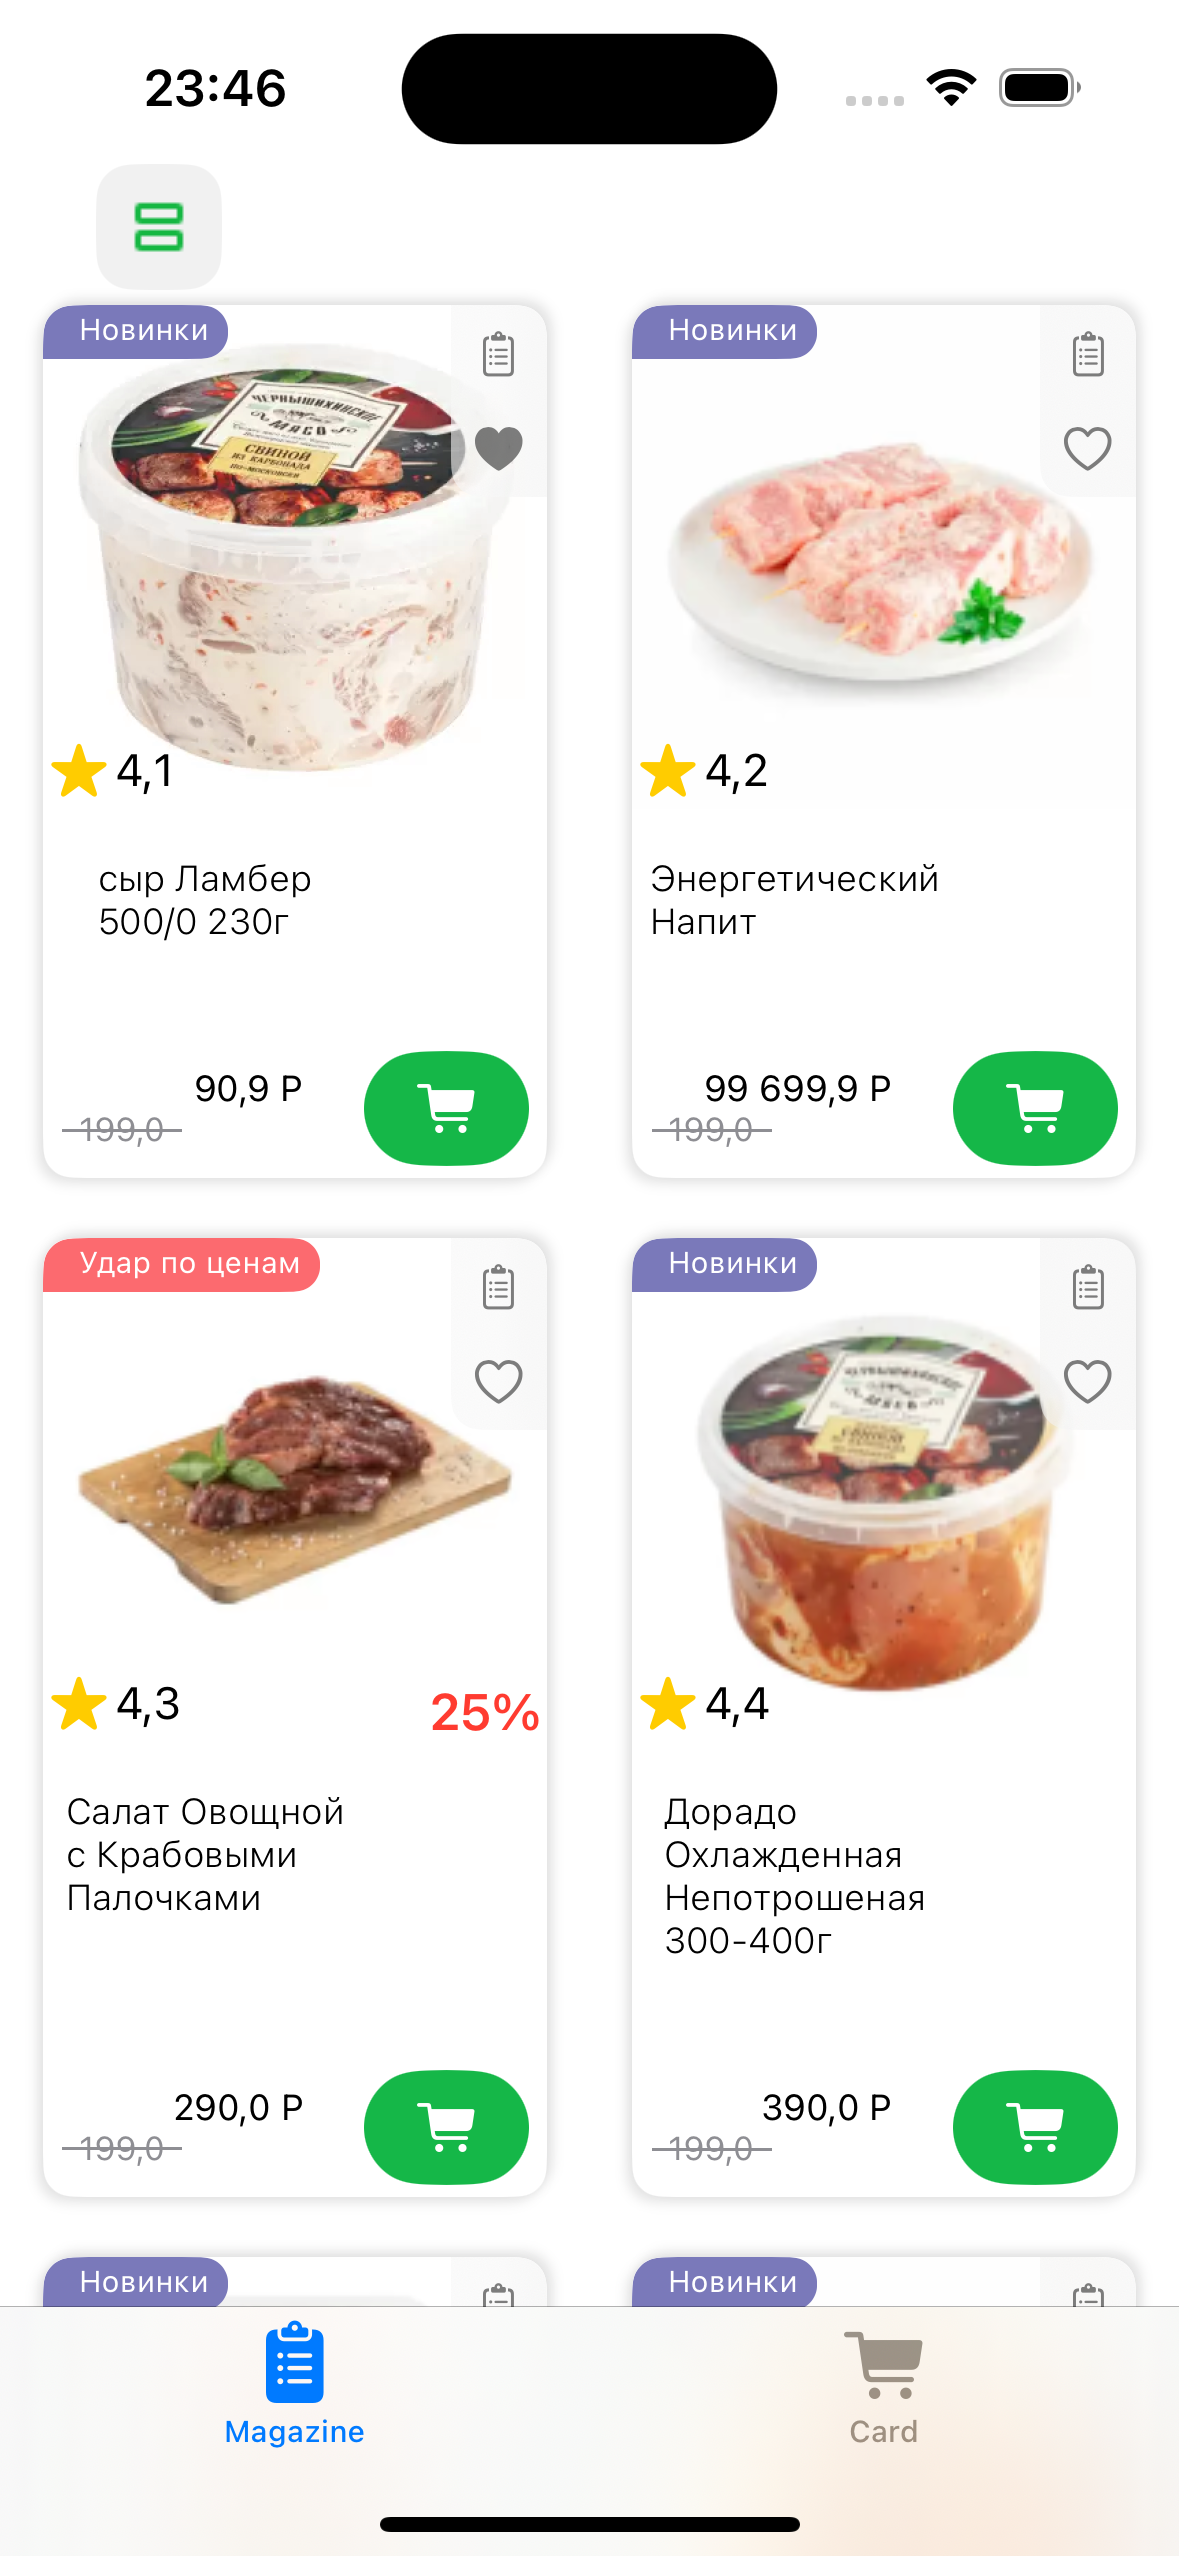 23:46
Новинки
ЧЕРНЫШИХИНСКОЕ
МЯСО
СВИНОЙ
ИЗ КАРБОНАДА
ПО-МОСКОВСКИ
4,1
сыр Ламбер
500/0 230г
90,9 Р
199,0
Новинки
4,2
Энергетический
Напит
99 699,9 Р
199,0
Удар по ценам
4,3
25%
Салат Овощной
с Крабовыми
Палочками
290,0 Р
199,0
Новинки
ЧЕРНЫШИХИНСКОЕ
МЯСО
СВИНОЙ
4,4
Дорадо
Охлажденная
Непотрошеная
300-400г
390,0 Р
199,0
Новинки
Новинки
Magazine
Card